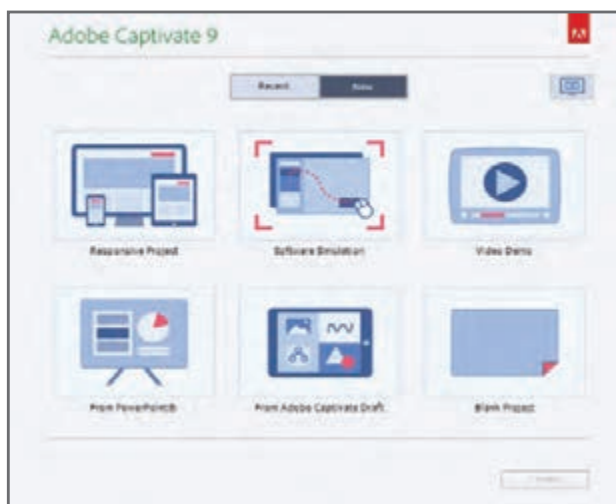 Adobe Captivate 9
Recent New
Responsive Project Software Simulation Video Demo
From PowerPoint® From Adobe Captivate Draft Blank Project